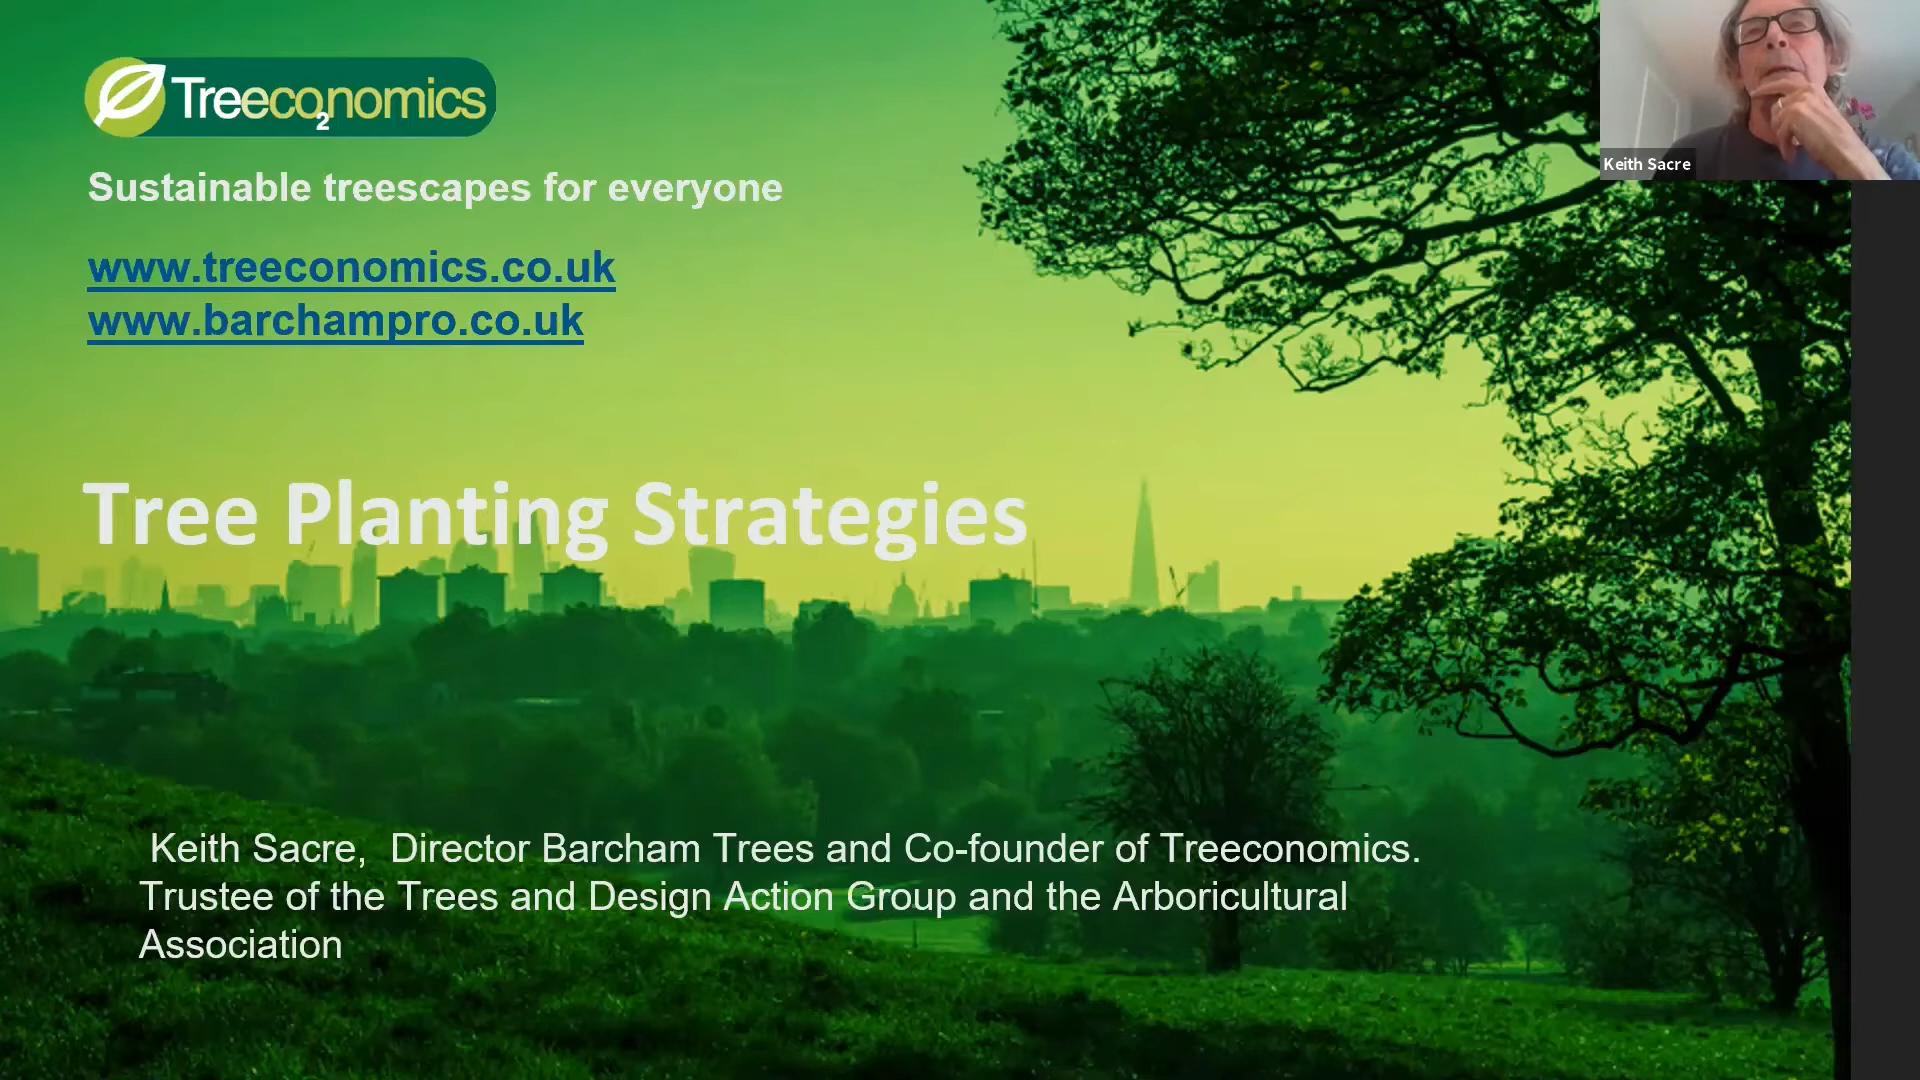 Treeco2nomics
Keith Sacre
Sustainable treescapes for everyone
www.treeconomics.co.uk
www.barchampro.co.uk
Tree Planting Strategies
Keith Sacre, Director Barcham Trees and Co-founder of Treeconomics.
Trustee of the Trees and Design Action Group and the Arboricultural
Association